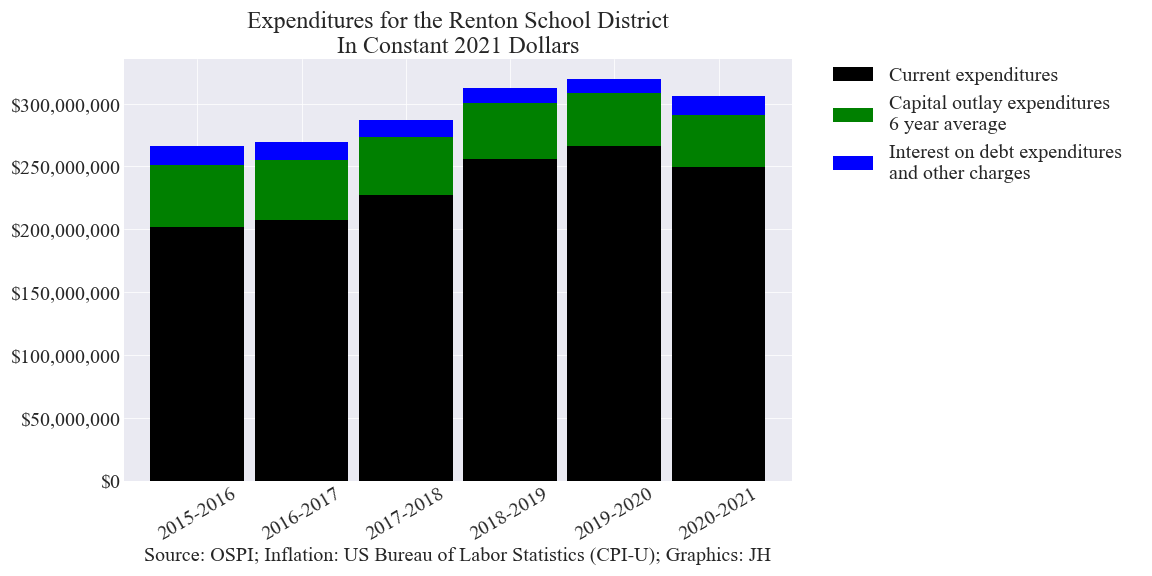 Expenditures for the Renton School District
In Constant 2021 Dollars
Current expenditures
Capital outlay expenditures
6 year average
Interest on debt expenditures
and other charges
$300,000,000
$250,000,000
$200,000,000
$150,000,000
$100,000,000
$50,000,000
$0
2015-2016
2016-2017
2017-2018
2018-2019
2019-2020
2020-2021
Source: OSPI; Inflation: US Bureau of Labor Statistics (CPI-U); Graphics: JH